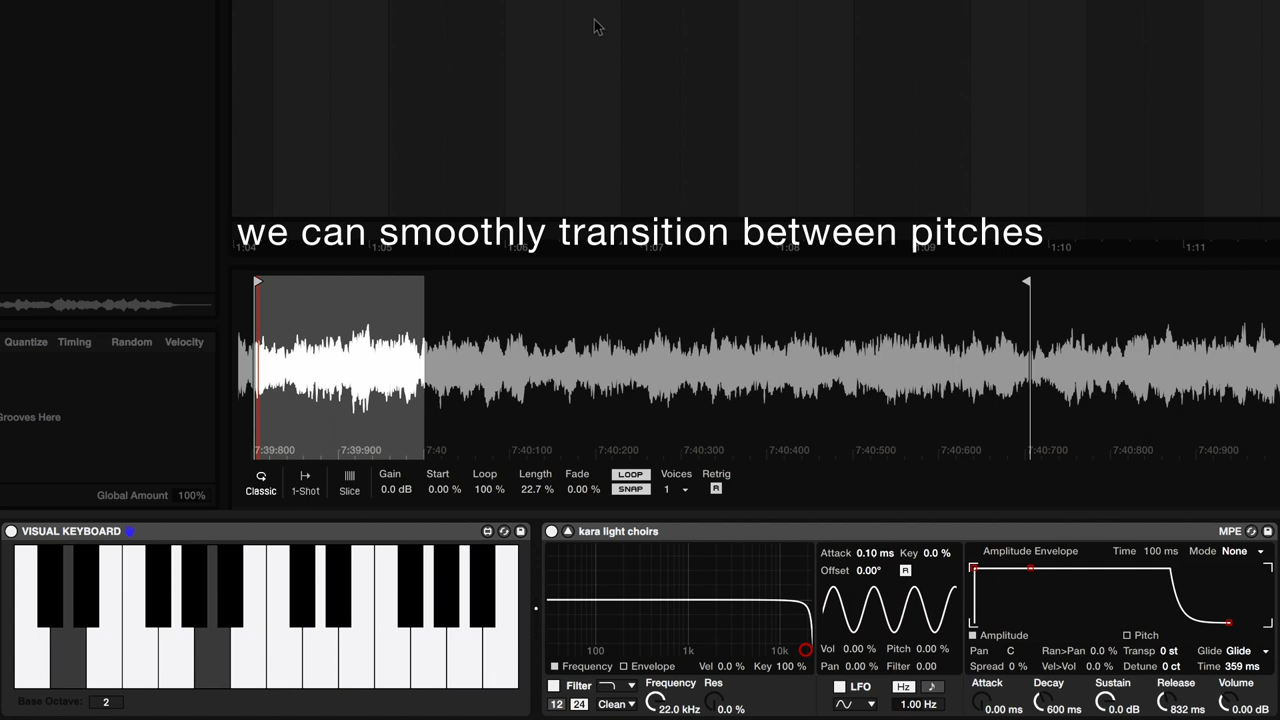 we can smoothly transition between pitches
1:04 1:05 1:06 1:07 1:08 1:09 1:10 1:11
Quantize Timing Random Velocity
Grooves Here
Global Amount 100%
7:39:800 7:39:900 7:40 7:40:100 7:40:200 7:40:300 7:40:400 7:40:500 7:40:600 7:40:700 7:40:800 7:40:900
Gain Start Loop Length Fade LOOP Voices Retrig
Classic 1-Shot Slice 0.0 dB 0.00 % 100 % 22.7 % 0.00 % SNAP 1 R
VISUAL KEYBOARD
Base Octave: 2
kara light choirs MPE
100 1k 10k
Frequency Envelope Vel 0.0 % Key 100 %
Filter Frequency Res
12 24 Clean 22.0 kHz 0.0 %
Attack 0.10 ms Key 0.0 %
Offset 0.00° R
Vol 0.00 % Pitch 0.00 %
Pan 0.00 % Filter 0.00
LFO Hz
1.00 Hz
Amplitude Envelope Time 100 ms Mode None
Amplitude Pitch
Pan C Ran>Pan 0.0 % Transp 0 st Glide Glide
Spread 0 % Vel>Vol 0.0 % Detune 0 ct Time 359 ms
Attack Decay Sustain Release Volume
0.00 ms 600 ms 0.0 dB 832 ms 0.00 dB